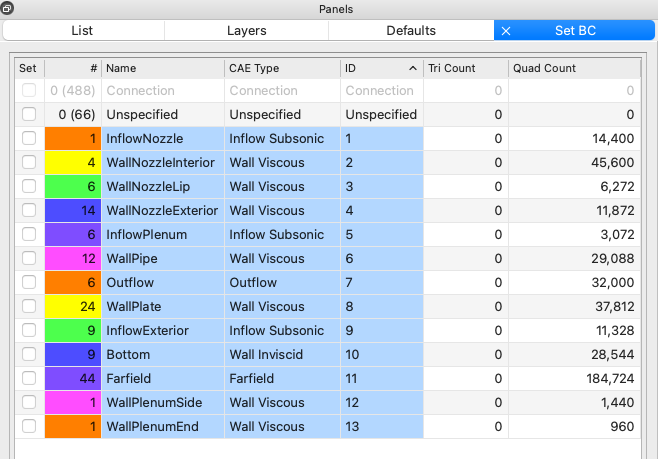 Panels
List Layers Defaults × Set BC
Set # Name CAE Type ID Tri Count Quad Count
0 (488) Connection Connection Connection 0 0
0 (66) Unspecified Unspecified Unspecified 0 0
1 InflowNozzle Inflow Subsonic 1 0 14,400
4 WallNozzleInterior Wall Viscous 2 0 45,600
6 WallNozzleLip Wall Viscous 3 0 6,272
14 WallNozzleExterior Wall Viscous 4 0 11,872
6 InflowPlenum Inflow Subsonic 5 0 3,072
12 WallPipe Wall Viscous 6 0 29,088
6 Outflow Outflow 7 0 32,000
24 WallPlate Wall Viscous 8 0 37,812
9 InflowExterior Inflow Subsonic 9 0 11,328
9 Bottom Wall Inviscid 10 0 28,544
44 Farfield Farfield 11 0 184,724
1 WallPlenumSide Wall Viscous 12 0 1,440
1 WallPlenumEnd Wall Viscous 13 0 960